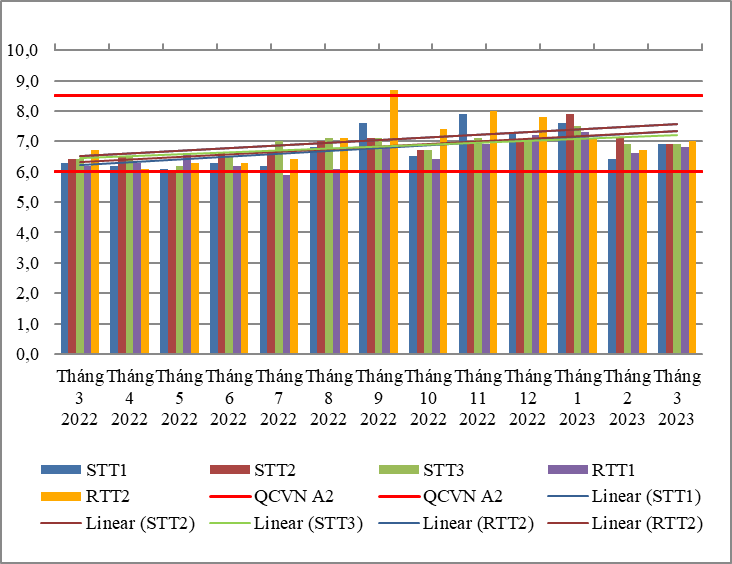 10,0
9,0
8,0
7,0
6,0
5,0
4,0
3,0
2,0
1,0
0,0
Tháng Tháng Tháng Tháng Tháng Tháng Tháng Tháng Tháng Tháng Tháng Tháng Tháng
3 4 5 6 7 8 9 10 11 12 1 2 3
2022 2022 2022 2022 2022 2022 2022 2022 2022 2022 2023 2023 2023
STT1 STT2 STT3 RTT1
RTT2 QCVN A2 QCVN A2 Linear (STT1)
Linear (STT2) Linear (STT3) Linear (RTT2) Linear (RTT2)